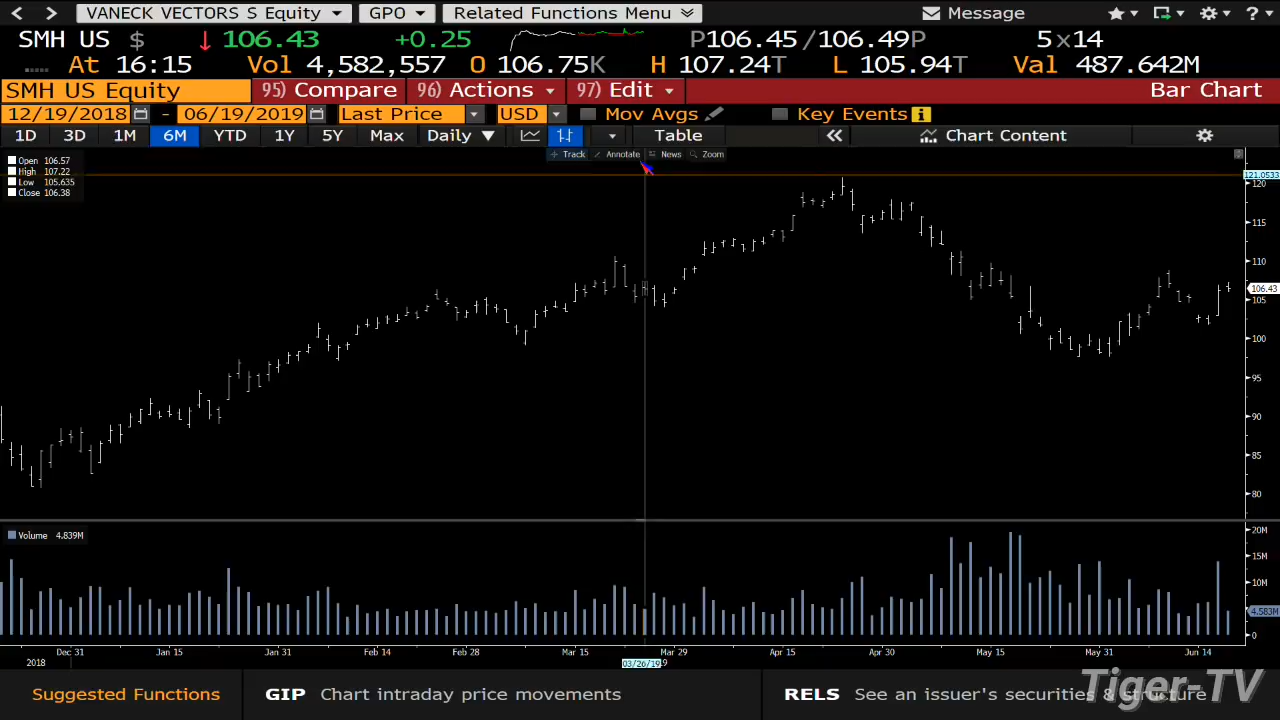 VANECK VECTORS S Equity GPO Related Functions Menu Message ?
SMH US $ ↓ 106.43 +0.25 P106.45 /106.49P 5x14
At 16:15 Vol 4,582,557 O 106.75K H 107.24T L 105.94T Val 487.642M
SMH US Equity 95) Compare 96) Actions 97) Edit Bar Chart
12/19/2018 - 06/19/2019 Last Price USD Mov Avgs Key Events
1D 3D 1M 6M YTD 1Y 5Y Max Daily Table Chart Content
Track Annotate News Zoom
Open 106.57
High 107.22
Low 105.635
Close 106.38
121.0533
120
115
110
106.43
105
100
95
90
85
80
Volume 4.839M
20M
15M
10M
4.583M
0
Dec 31 Jan 15 Jan 31 Feb 14 Feb 28 Mar 15 Mar 29 Apr 15 Apr 30 May 15 May 31 Jun 14
2018 03/26/19
Suggested Functions GIP Chart intraday price movements RELS See an issuer's securities & structure
Tiger-TV